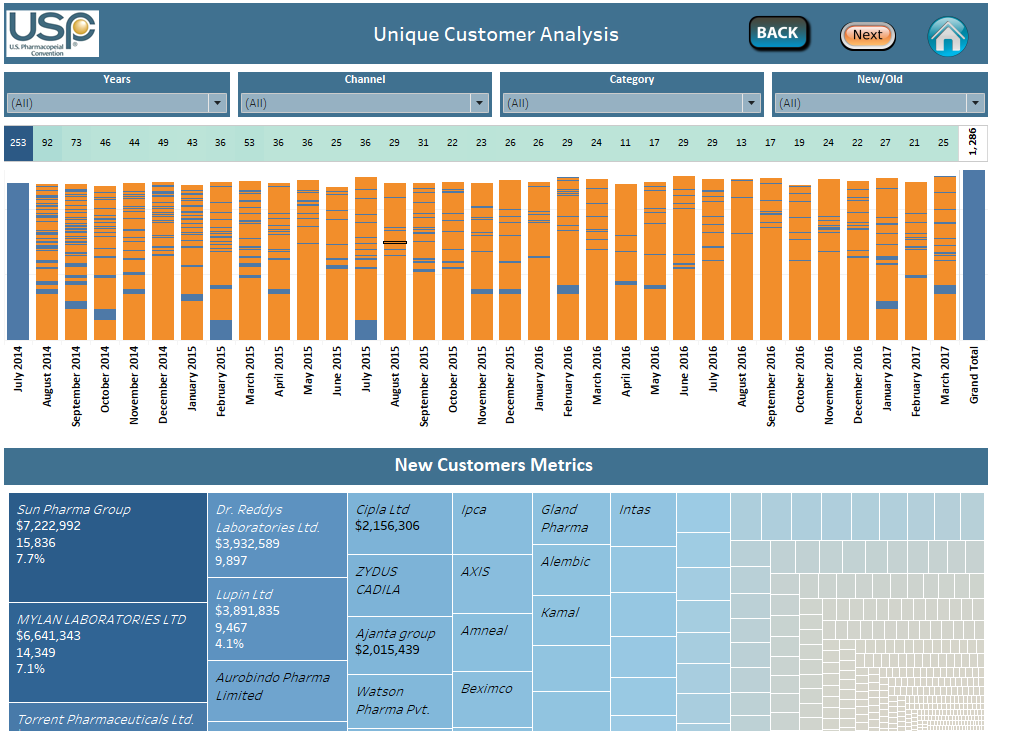 USP
®
U.S. Pharmacopeial
Convention
Unique Customer Analysis
BACK
Next
Years
Channel
Category
New/Old
(All)
(All)
(All)
(All)
253 92 73 46 44 49 43 36 53 36 36 25 36 29 31 22 23 26 26 29 24 11 17 29 29 13 17 19 24 22 27 21 25 1,286
July 2014
August 2014
September 2014
October 2014
November 2014
December 2014
January 2015
February 2015
March 2015
April 2015
May 2015
June 2015
July 2015
August 2015
September 2015
October 2015
November 2015
December 2015
January 2016
February 2016
March 2016
April 2016
May 2016
June 2016
July 2016
August 2016
September 2016
October 2016
November 2016
December 2016
January 2017
February 2017
March 2017
Grand Total
New Customers Metrics
Sun Pharma Group
$7,222,992
15,836
7.7%
MYLAN LABORATORIES LTD
$6,641,343
14,349
7.1%
Torrent Pharmaceuticals Ltd.
Dr. Reddys
Laboratories Ltd.
$3,932,589
9,897
Lupin Ltd
$3,891,835
9,467
4.1%
Aurobindo Pharma
Limited
Cipla Ltd
$2,156,306
ZYDUS
CADILA
Ajanta group
$2,015,439
Watson
Pharma Pvt.
Ipca
AXIS
Amneal
Beximco
Gland
Pharma
Alembic
Kamal
Intas